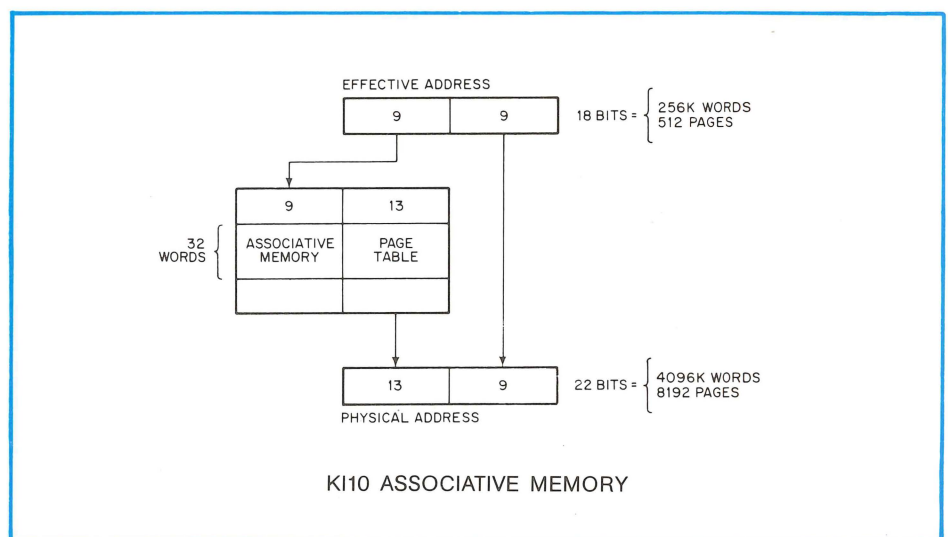 EFFECTIVE ADDRESS
9 9
18 BITS = 256K WORDS
512 PAGES
9 13
32
WORDS
ASSOCIATIVE
MEMORY
PAGE
TABLE
13 9
22 BITS = 4096K WORDS
8192 PAGES
PHYSICAL ADDRESS
KI10 ASSOCIATIVE MEMORY